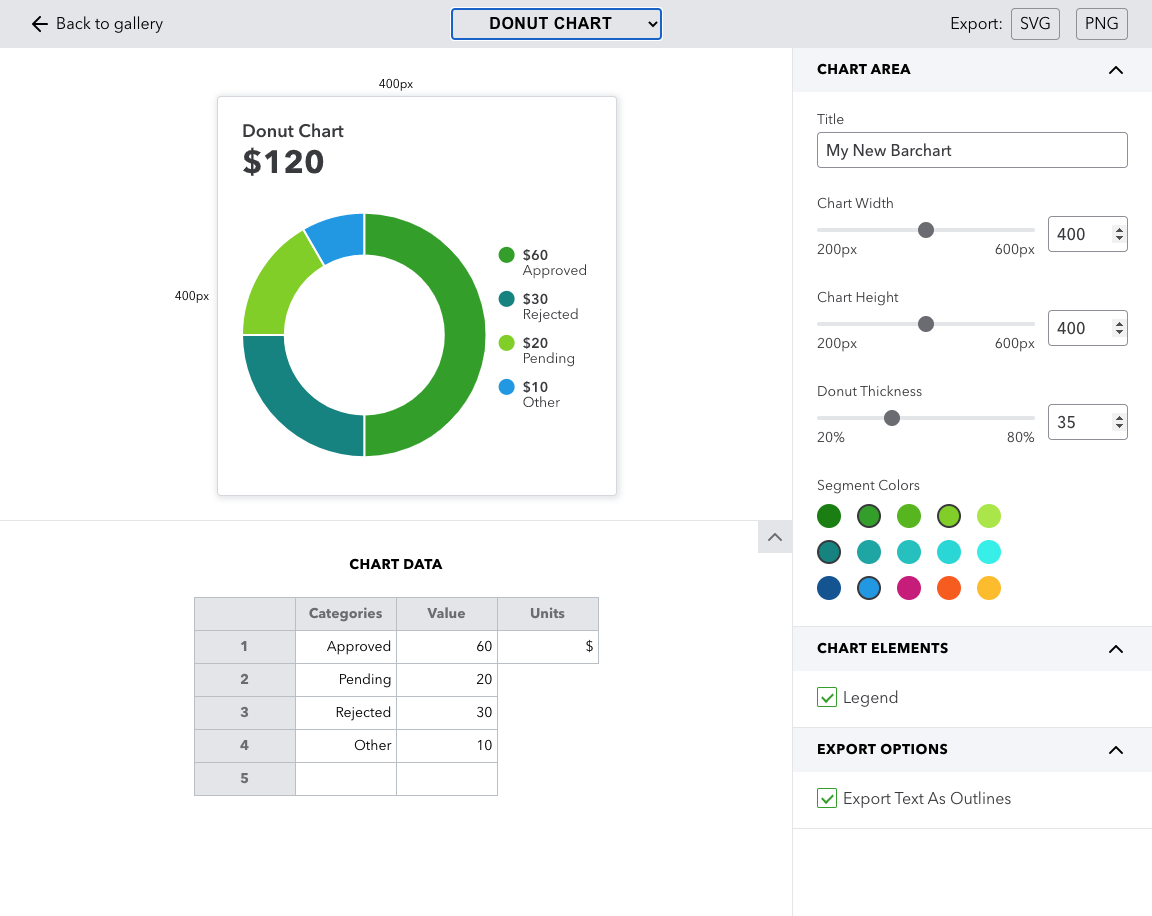 Back to gallery
DONUT CHART
Export: SVG PNG
400px
400px
Donut Chart
$120
$60
Approved
$30
Rejected
$20
Pending
$10
Other
CHART DATA
Categories Value Units
1 Approved 60 $
2 Pending 20
3 Rejected 30
4 Other 10
5
CHART AREA
Title
My New Barchart
Chart Width
400
200px 600px
Chart Height
400
200px 600px
Donut Thickness
35
20% 80%
Segment Colors
CHART ELEMENTS
Legend
EXPORT OPTIONS
Export Text As Outlines